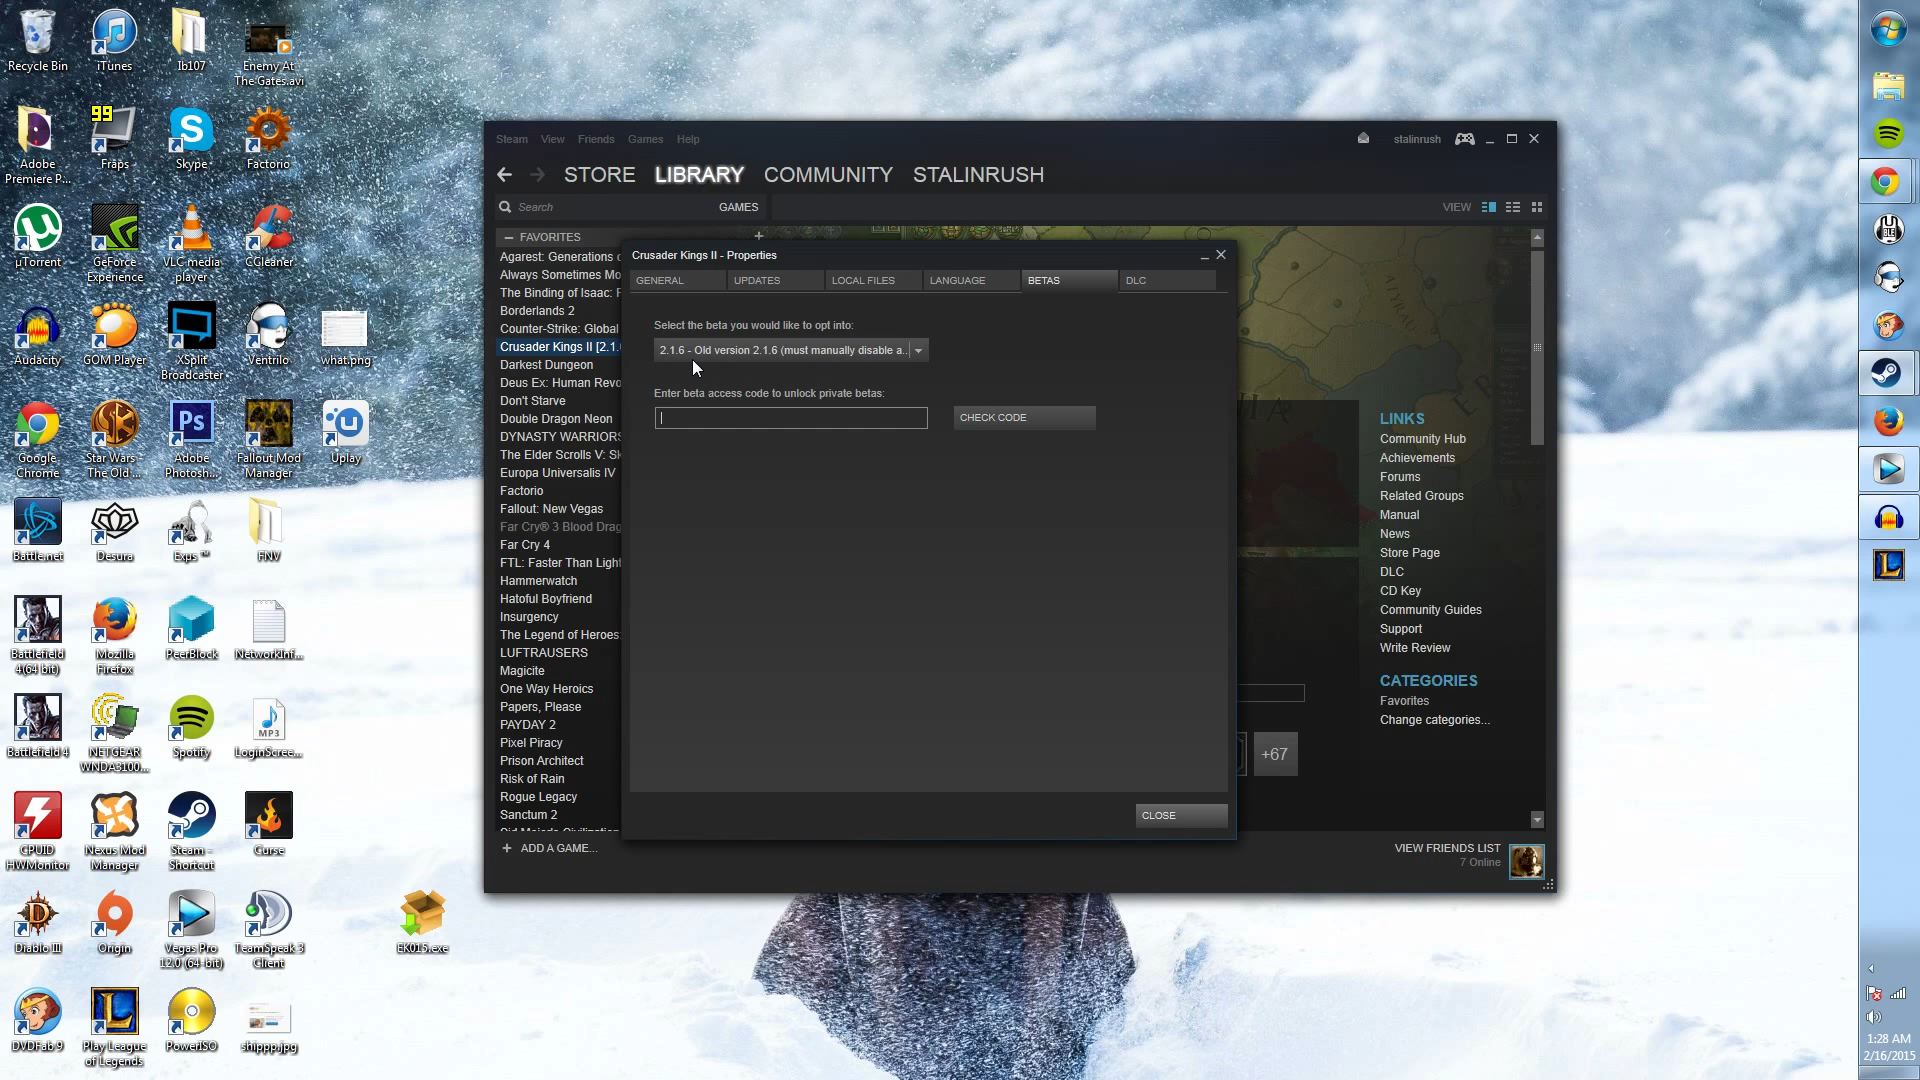 Recycle Bin
iTunes
lb107
Enemy At
The Gates.avi
Adobe
Premiere P...
99
Fraps
Skype
Factorio
µTorrent
GeForce
Experience
VLC media
player
CCleaner
Audacity
GOM Player
XSplit
Broadcaster
Ventrilo
what.png
Google
Chrome
Star Wars -
The Old ...
Ps
Adobe
Photosh...
Fallout Mod
Manager
Uplay
Battle.net
Desura
FNV
Battlefield
4(64 bit)
Mozilla
Firefox
PeerBlock
NetworkInf...
Battlefield 4
NETGEAR
WNDA3100...
Spotify
MP3
LoginScree...
CPUID
HWMonitor
Nexus Mod
Manager
Steam -
Shortcut
Curse
Diablo III
Origin
Vegas Pro
12.0 (64-bit)
TeamSpeak 3
Client
EK015.exe
DVDFab 9
Play League
of Legends
PowerISO
shippp.jpg
Steam View Friends Games Help
stalinrush
STORE LIBRARY COMMUNITY STALINRUSH
Search
GAMES
VIEW
FAVORITES
Agarest: Generations
Always Sometimes Mo
The Binding of Isaac:
Borderlands 2
Counter-Strike: Global
Crusader Kings II [2.1.
Darkest Dungeon
Deus Ex: Human Revo
Don't Starve
Double Dragon Neon
DYNASTY WARRIORS
The Elder Scrolls V: Sk
Europa Universalis IV
Factorio
Fallout: New Vegas
Far Cry® 3 Blood Drag
Far Cry 4
FTL: Faster Than Light
Hammerwatch
Hatoful Boyfriend
Insurgency
The Legend of Heroes:
LUFTRAUSERS
Magicite
One Way Heroics
Papers, Please
PAYDAY 2
Pixel Piracy
Prison Architect
Risk of Rain
Rogue Legacy
Sanctum 2
ADD A GAME...
Crusader Kings II - Properties
GENERAL UPDATES LOCAL FILES LANGUAGE BETAS DLC
Select the beta you would like to opt into:
2.1.6 - Old version 2.1.6 (must manually disable a...
Enter beta access code to unlock private betas:
CHECK CODE
CLOSE
LINKS
Community Hub
Achievements
Forums
Related Groups
Manual
News
Store Page
DLC
CD Key
Community Guides
Support
Write Review
CATEGORIES
Favorites
Change categories...
+67
VIEW FRIENDS LIST
7 Online
1:28 AM
2/16/2015